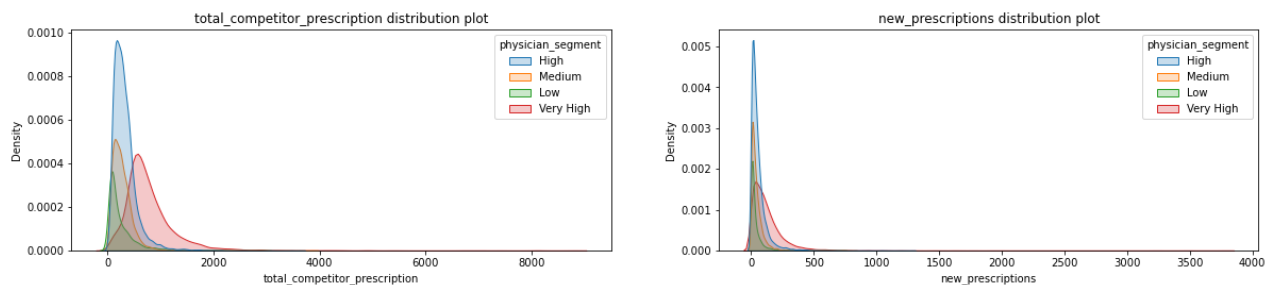 total_competitor_prescription distribution plot
0.0010
0.0008
0.0006
0.0004
0.0002
0.0000
Density
physician_segment
High
Medium
Low
Very High
0
2000
4000
6000
8000
total_competitor_prescription
new_prescriptions distribution plot
0.005
0.004
0.003
0.002
0.001
0.000
Density
physician_segment
High
Medium
Low
Very High
0
500
1000
1500
2000
2500
3000
3500
4000
new_prescriptions